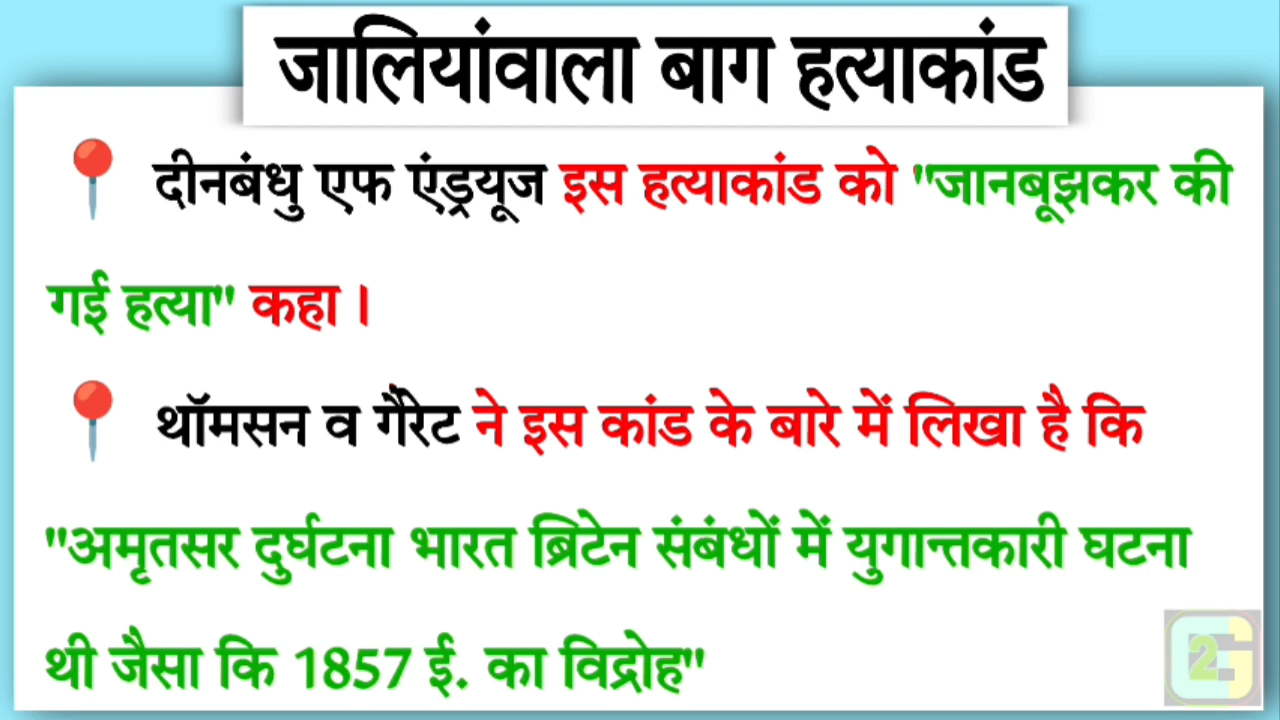 जालियांवाला बाग हत्याकांड
दीनबंधु एफ एंड्रयूज इस हत्याकांड को "जानबूझकर की
गई हत्या" कहा ।
थॉमसन व गैरेट ने इस कांड के बारे में लिखा है कि
"अमृतसर दुर्घटना भारत ब्रिटेन संबंधों में युगान्तकारी घटना
थी जैसा कि 1857 ई. का विद्रोह"
G2